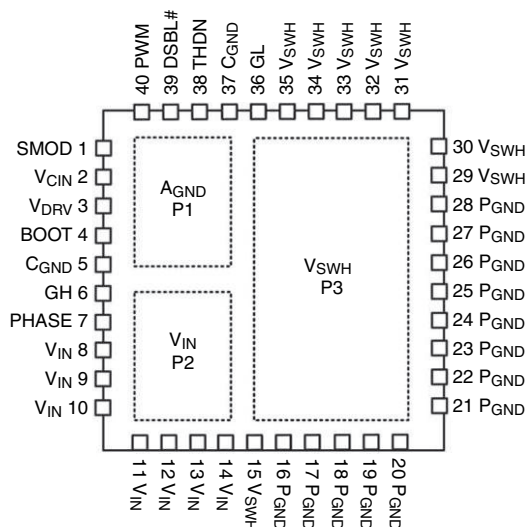 40 PWM
39 DSBL#
38 THDN
37 CGND
36 GL
35 VSWH
34 VSWH
33 VSWH
32 VSWH
31 VSWH
SMOD 1
VCIN 2
VDRV 3
BOOT 4
CGND 5
GH 6
PHASE 7
VIN 8
VIN 9
VIN 10
AGND
P1
VIN
P2
VSWH
P3
30 VSWH
29 VSWH
28 PGND
27 PGND
26 PGND
25 PGND
24 PGND
23 PGND
22 PGND
21 PGND
11 VIN
12 VIN
13 VIN
14 VIN
15 VSWH
16 PGND
17 PGND
18 PGND
19 PGND
20 PGND